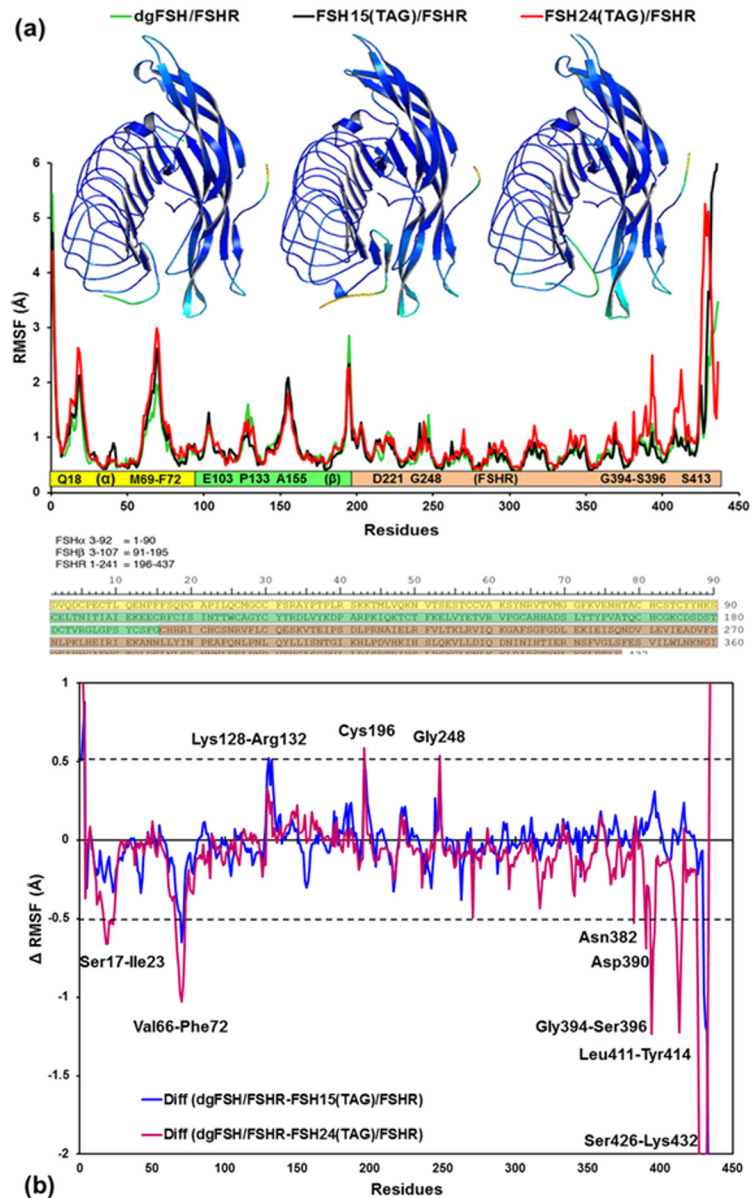 (a)
dgFSH/FSHR FSH15(TAG)/FSHR FSH24(TAG)/FSHR
6
5
4
3
2
1
0
RMSF (Å)
Q18 (α) M69-F72 E103 P133 A155 (β) D221 G248 (FSHR) G394-S396 S413
0 50 100 150 200 250 300 350 400 450
Residues
FSHα 3-92 = 1-90
FSHβ 3-107 = 91-195
FSHR 1-241 = 196-437
10 20 30 40 50 60 70 80 90
DVQDCPECTL QENPFFSQPG APILQCMGCC FSRAYPTPLR SKKTMLVQKN VTSESTCCVA KSYNRVTVMG GFKVENHTAC HCSTCYYHKS 90
CELTNITIAI EKEECRFCIS INTTWCAGYC YTRDLVYKDP ARPKIQKTCT FKELVYETVR VPGCAHHADS LYTYPVATQC HCGKCDSDST 180
DCTVRGLGPS YCSFGCHHRI CHCSNRVFLC QESKVTEIPS DLPRNAIELR FVLTKLRVIQ KGAFSGFGDL EKIEISQNDV LEVIEADVFS 270
NLPKLHEIRI EKANNLLYIN PEAFQNLPNL QYLLISNTGI KHLPDVHKIH SLQKVLLDIQ DNINIHTIER NSFVGLSFES VILWLNKNGI 360
1
0.5
0
-0.5
-1
-1.5
-2
Δ RMSF (Å)
Lys128-Arg132
Cys196
Gly248
Ser17-Ile23
Val66-Phe72
Asn382
Asp390
Gly394-Ser396
Leu411-Tyr414
Ser426-Lys432
Diff (dgFSH/FSHR-FSH15(TAG)/FSHR)
Diff (dgFSH/FSHR-FSH24(TAG)/FSHR)
0 50 100 150 200 250 300 350 400 450
Residues
(b)